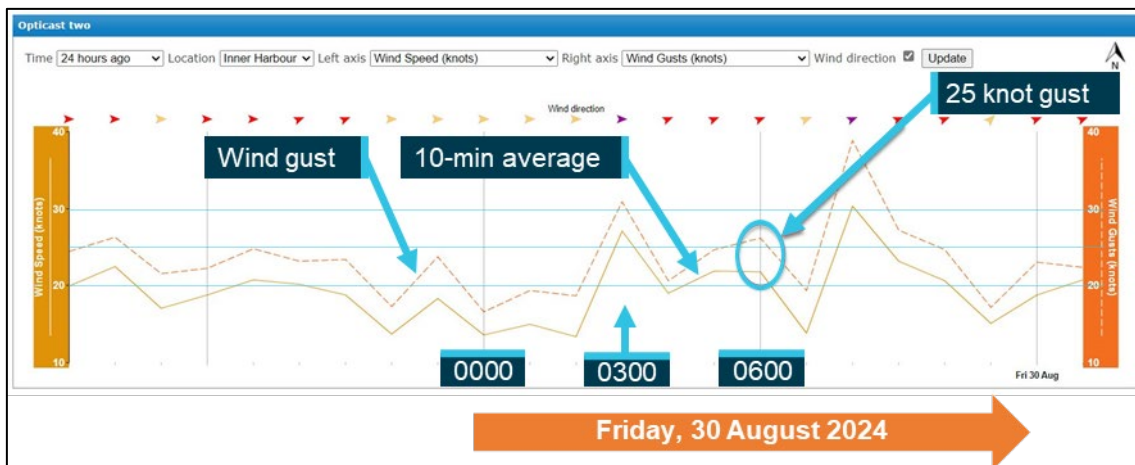 Opticast two
Time 24 hours ago Location Inner Harbour Left axis Wind Speed (knots) Right axis Wind Gusts (knots) Wind direction Update
N
Wind direction
25 knot gust
Wind gust
10-min average
40
40
30
30
20
20
10
10
Wind Speed (knots)
Wind Gusts (knots)
0000
0300
0600
Fri 30 Aug
Friday, 30 August 2024